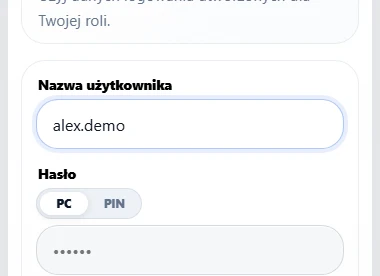 Twojej roli.
Nazwa użytkownika
alex.demo
Hasło
PC PIN
••••••